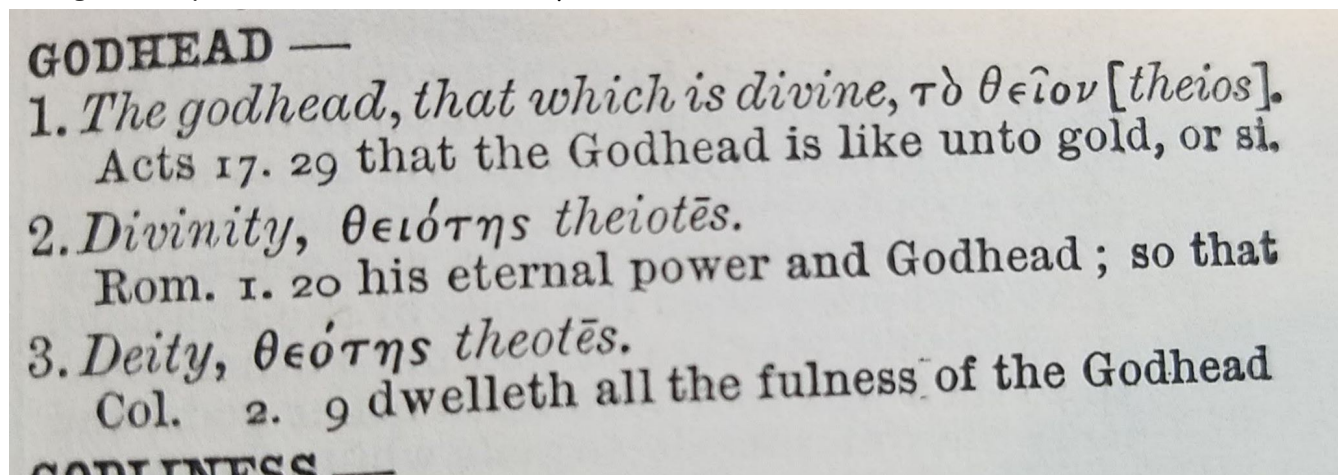 GODHEAD —
1. The godhead, that which is divine, τὸ θεῖον [theios].
Acts 17. 29 that the Godhead is like unto gold, or si.
2. Divinity, θειότης theiotēs.
Rom. 1. 20 his eternal power and Godhead ; so that
3. Deity, θεότης theotēs.
Col. 2. 9 dwelleth all the fulness of the Godhead
GODLINESS —